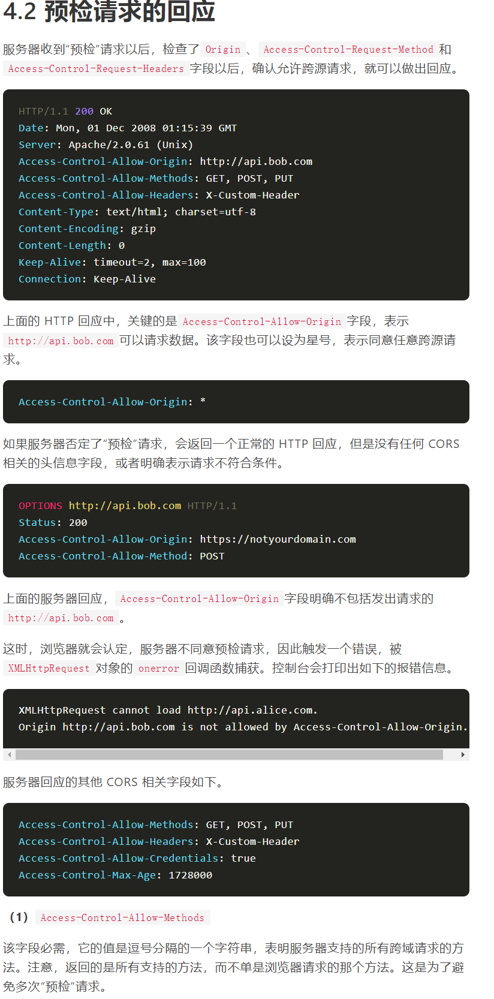 4.2 预检请求的回应
服务器收到“预检”请求以后，检查了 Origin 、 Access-Control-Request-Method 和
Access-Control-Request-Headers 字段以后，确认允许跨源请求，就可以做出回应。
HTTP/1.1 200 OK
Date: Mon, 01 Dec 2008 01:15:39 GMT
Server: Apache/2.0.61 (Unix)
Access-Control-Allow-Origin: http://api.bob.com
Access-Control-Allow-Methods: GET, POST, PUT
Access-Control-Allow-Headers: X-Custom-Header
Content-Type: text/html; charset=utf-8
Content-Encoding: gzip
Content-Length: 0
Keep-Alive: timeout=2, max=100
Connection: Keep-Alive
上面的 HTTP 回应中，关键的是 Access-Control-Allow-Origin 字段，表示
http://api.bob.com 可以请求数据。该字段也可以设为星号，表示同意任意跨源请
求。
Access-Control-Allow-Origin: *
如果服务器否定了“预检”请求，会返回一个正常的 HTTP 回应，但是没有任何 CORS
相关的头信息字段，或者明确表示请求不符合条件。
OPTIONS http://api.bob.com HTTP/1.1
Status: 200
Access-Control-Allow-Origin: https://notyourdomain.com
Access-Control-Allow-Method: POST
上面的服务器回应， Access-Control-Allow-Origin 字段明确不包括发出请求的
http://api.bob.com 。
这时，浏览器就会认定，服务器不同意预检请求，因此触发一个错误，被
XMLHttpRequest 对象的 onerror 回调函数捕获。控制台会打印出如下的报错信息。
XMLHttpRequest cannot load http://api.alice.com.
Origin http://api.bob.com is not allowed by Access-Control-Allow-Origin.
服务器回应的其他 CORS 相关字段如下。
Access-Control-Allow-Methods: GET, POST, PUT
Access-Control-Allow-Headers: X-Custom-Header
Access-Control-Allow-Credentials: true
Access-Control-Max-Age: 1728000
（1） Access-Control-Allow-Methods
该字段必需，它的值是逗号分隔的一个字符串，表明服务器支持的所有跨域请求的方
法。注意，返回的是所有支持的方法，而不单是浏览器请求的那个方法。这是为了避
免多次“预检”请求。